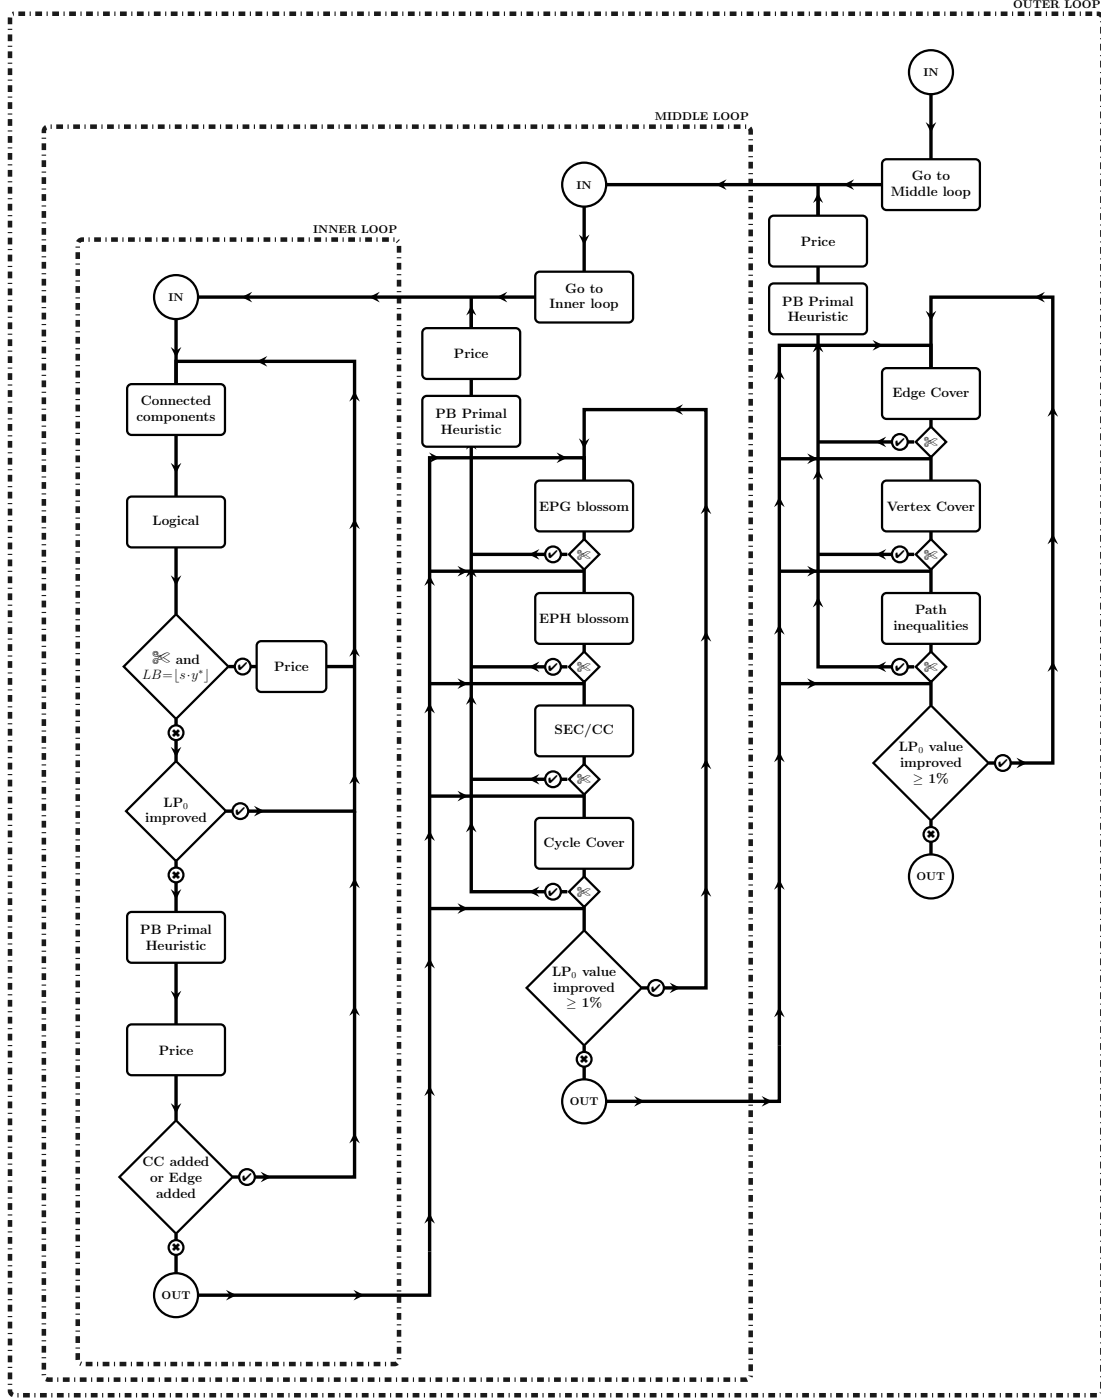 OUTER LOOP
IN
Go to
Middle loop
Price
PB Primal
Heuristic
Edge Cover
Vertex Cover
Path
inequalities
LP₀ value
improved
≥ 1%
OUT
MIDDLE LOOP
IN
Go to
Inner loop
Price
PB Primal
Heuristic
EPG blossom
EPH blossom
SEC/CC
Cycle Cover
LP₀ value
improved
≥ 1%
OUT
INNER LOOP
IN
Connected
components
Logical
and
LB=⌊s·y*⌋
Price
LP₀
improved
PB Primal
Heuristic
Price
CC added
or Edge
added
OUT